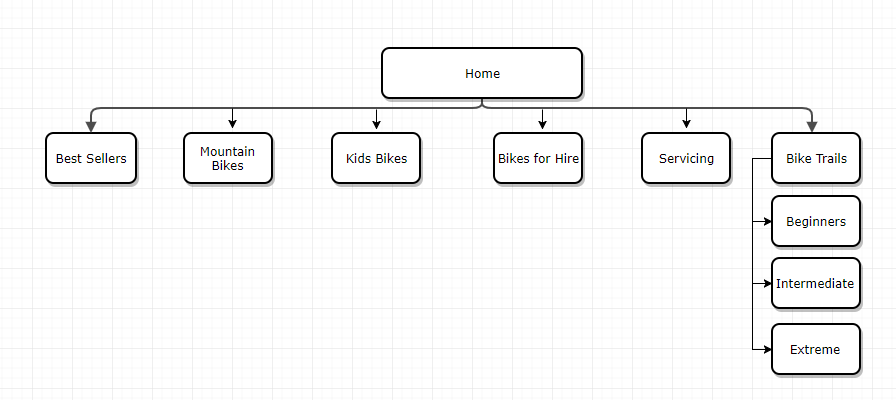 Home
Best Sellers
Mountain
Bikes
Kids Bikes
Bikes for Hire
Servicing
Bike Trails
Beginners
Intermediate
Extreme